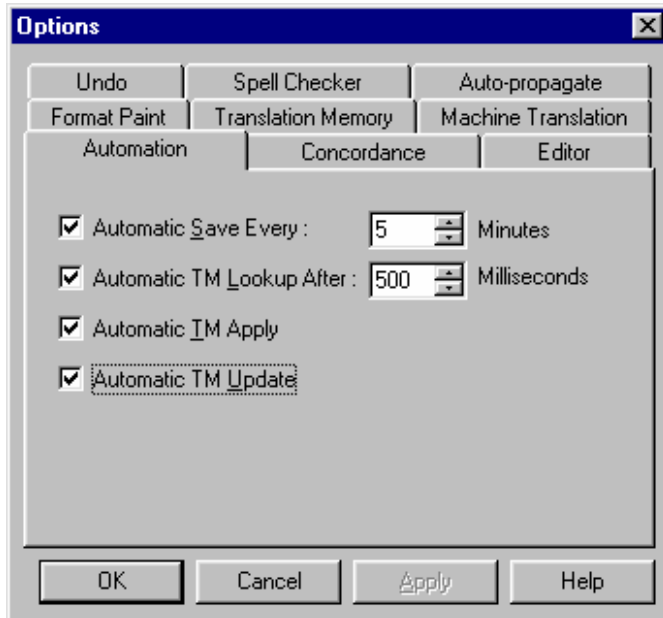 Options
Undo Spell Checker Auto-propagate
Format Paint Translation Memory Machine Translation
Automation Concordance Editor
Automatic Save Every : 5 Minutes
Automatic TM Lookup After : 500 Milliseconds
Automatic TM Apply
Automatic TM Update
OK Cancel Apply Help